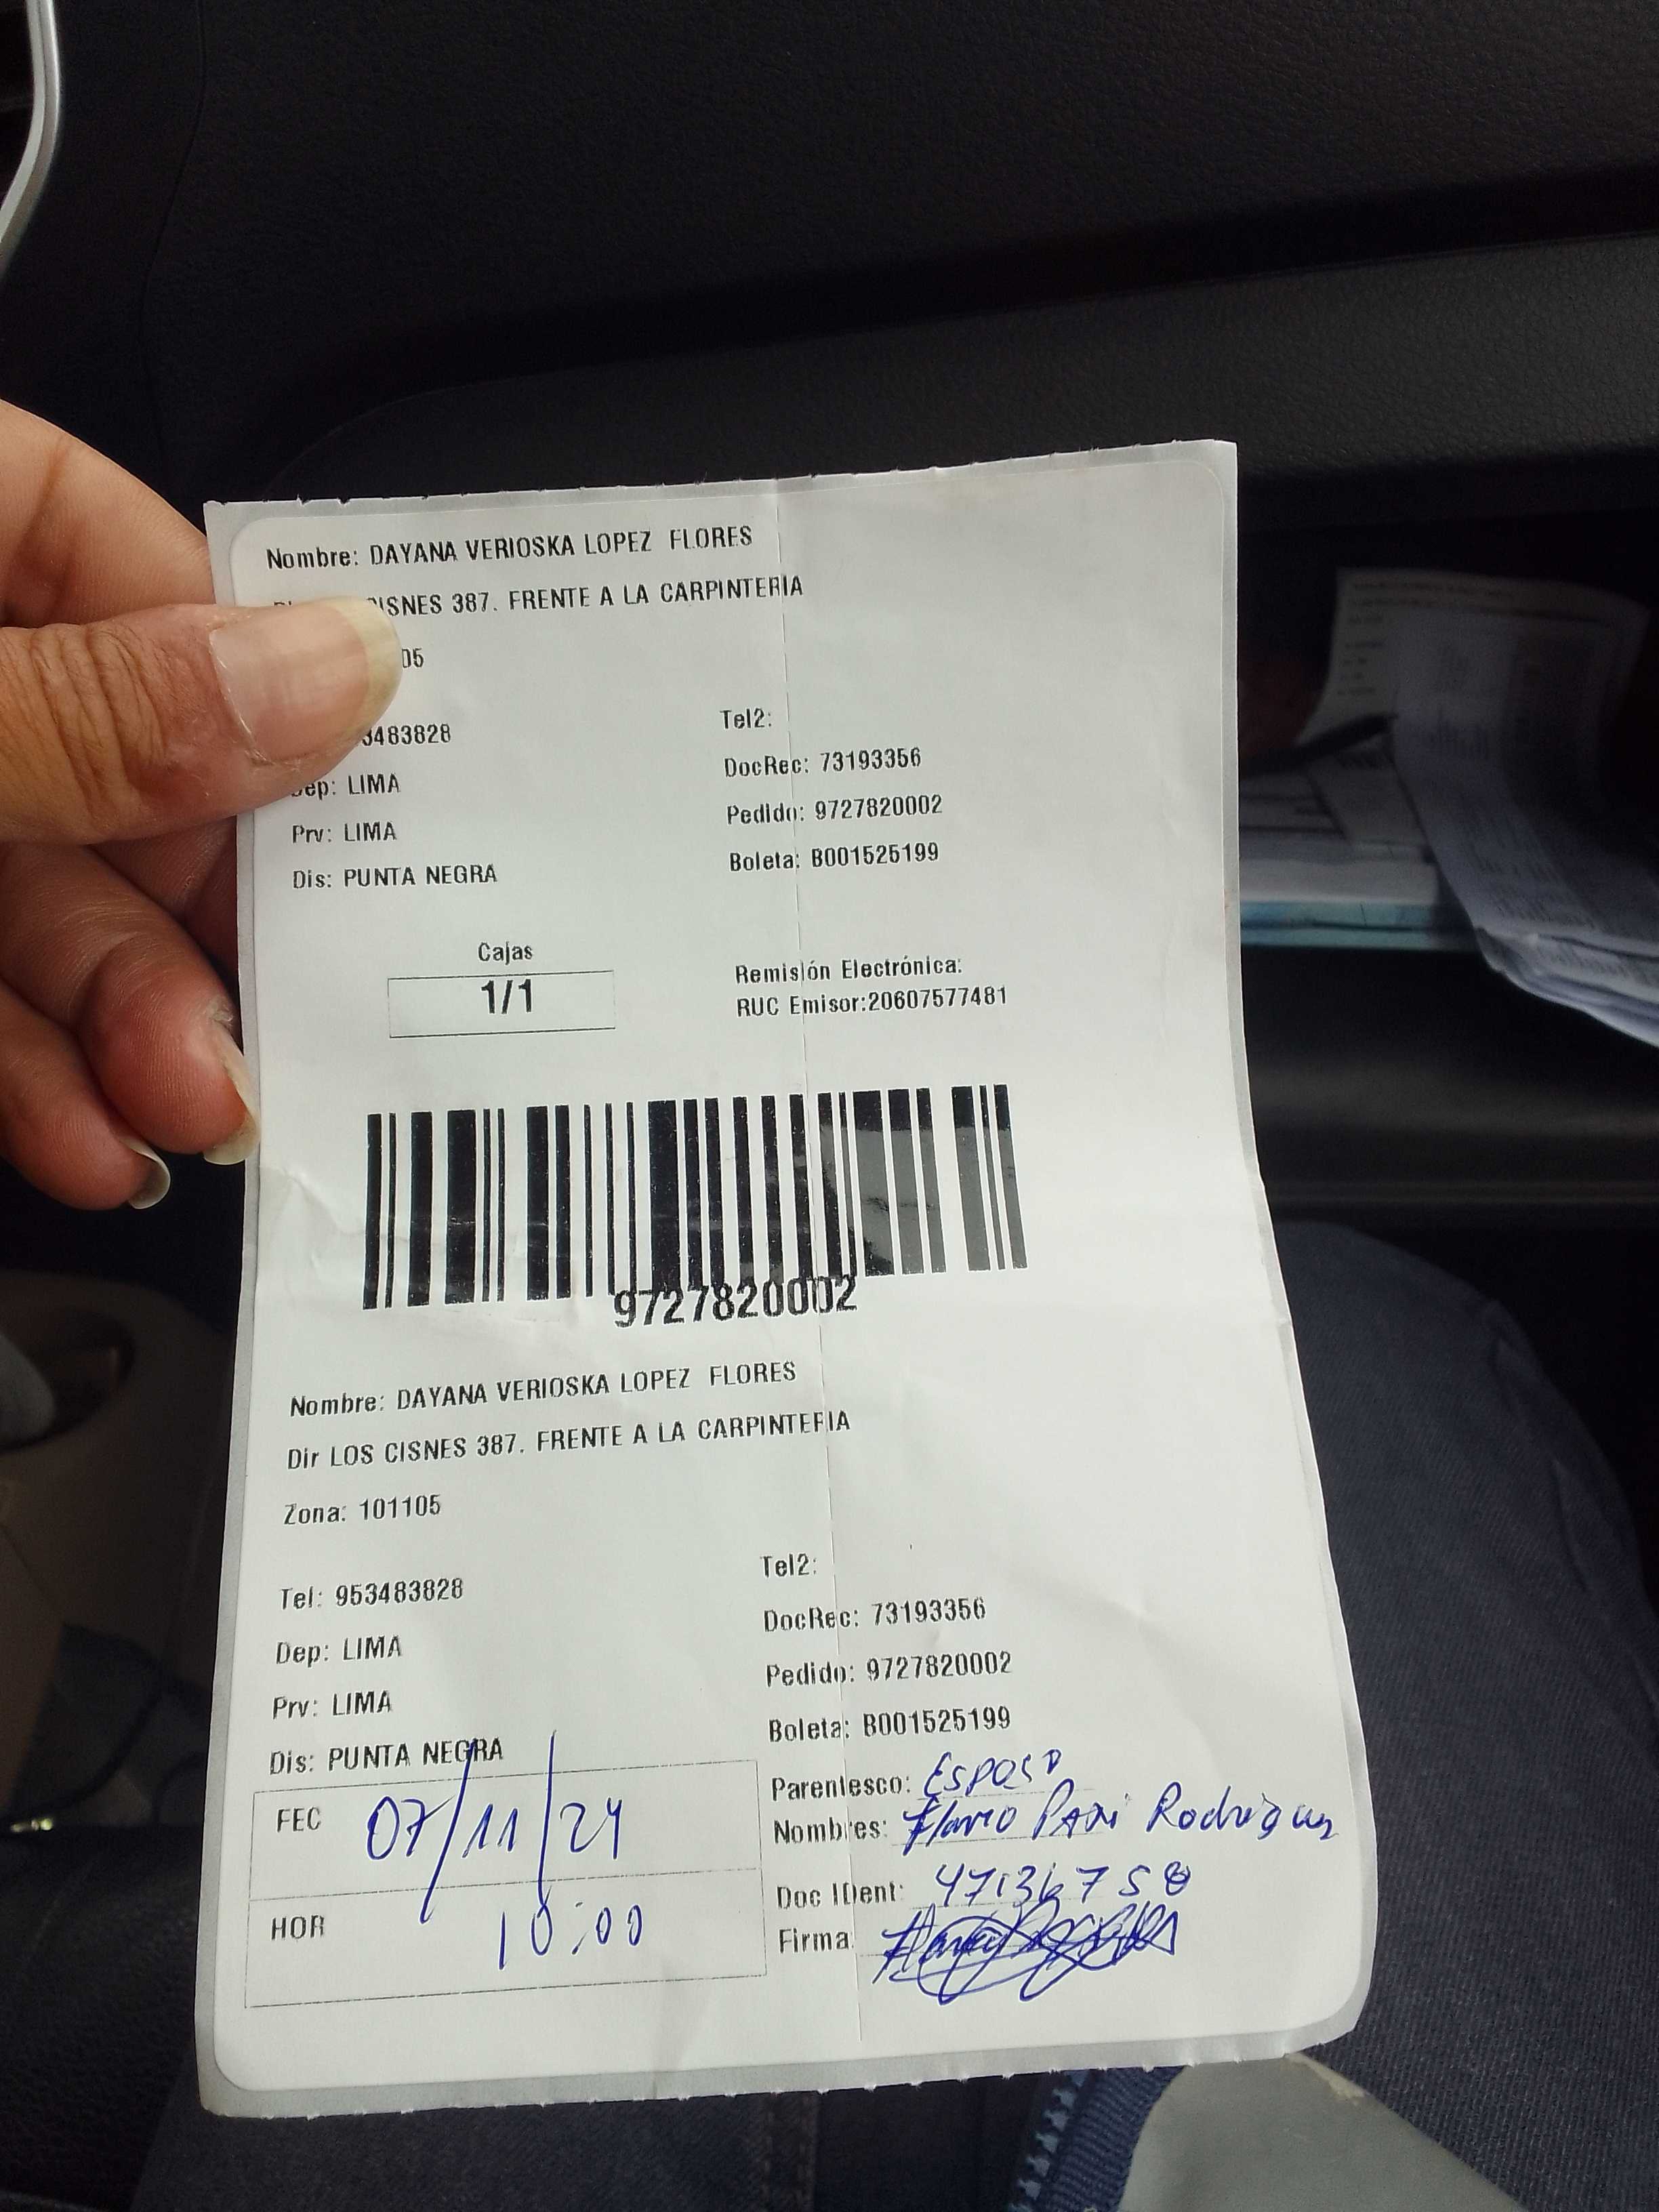 Nombre: DAYANA VERIOSKA LOPEZ FLORES
CISNES 387. FRENTE A LA CARPINTERIA
05
3483828
Tel2:
Dep: LIMA
DocRec: 73193356
Prv: LIMA
Pedido: 9727820002
Dis: PUNTA NEGRA
Boleta: B001525199
Cajas
1/1
Remisión Electrónica:
RUC Emisor:20607577481
9727820002
Nombre: DAYANA VERIOSKA LOPEZ FLORES
Dir LOS CISNES 387. FRENTE A LA CARPINTERIA
Zona: 101105
Tel: 953483828
Tel2:
Dep: LIMA
DocRec: 73193356
Prv: LIMA
Pedido: 9727820002
Dis: PUNTA NEGRA
Boleta: B001525199
FEC 07/11/24
HOR 10:00
Parentesco: Esposo
Nombres: Flavio Rodriguez
Doc IDent: 47136758
Firma: